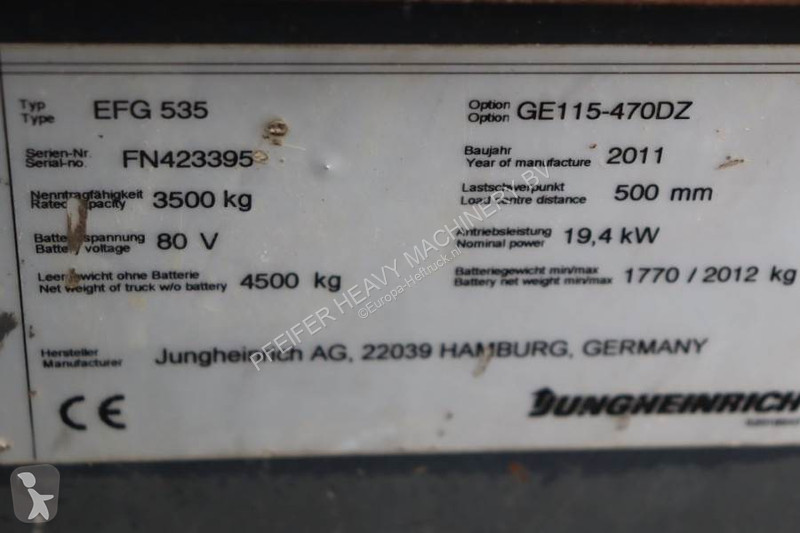 Typ EFG 535 Option GE115-470DZ
Type Option
Serien-Nr. FN423395 Baujahr 2011
Serial-no. Year of manufacture
Nenntragfähigkeit 3500 kg Lastschwerpunkt 500 mm
Rated capacity Load centre distance
Batteriespannung 80 V Antriebsleistung 19,4 kW
Battery voltage Nominal power
Leergewicht ohne Batterie 4500 kg Batteriegewicht min/max 1770 / 2012 kg
Net weight of truck w/o battery Battery net weight min/max
Hersteller Jungheinrich AG, 22039 HAMBURG, GERMANY
Manufacturer
CE
JUNGHEINRICH
PFEIFER HEAVY MACHINERY BV
©Europa-Heftruck.nl